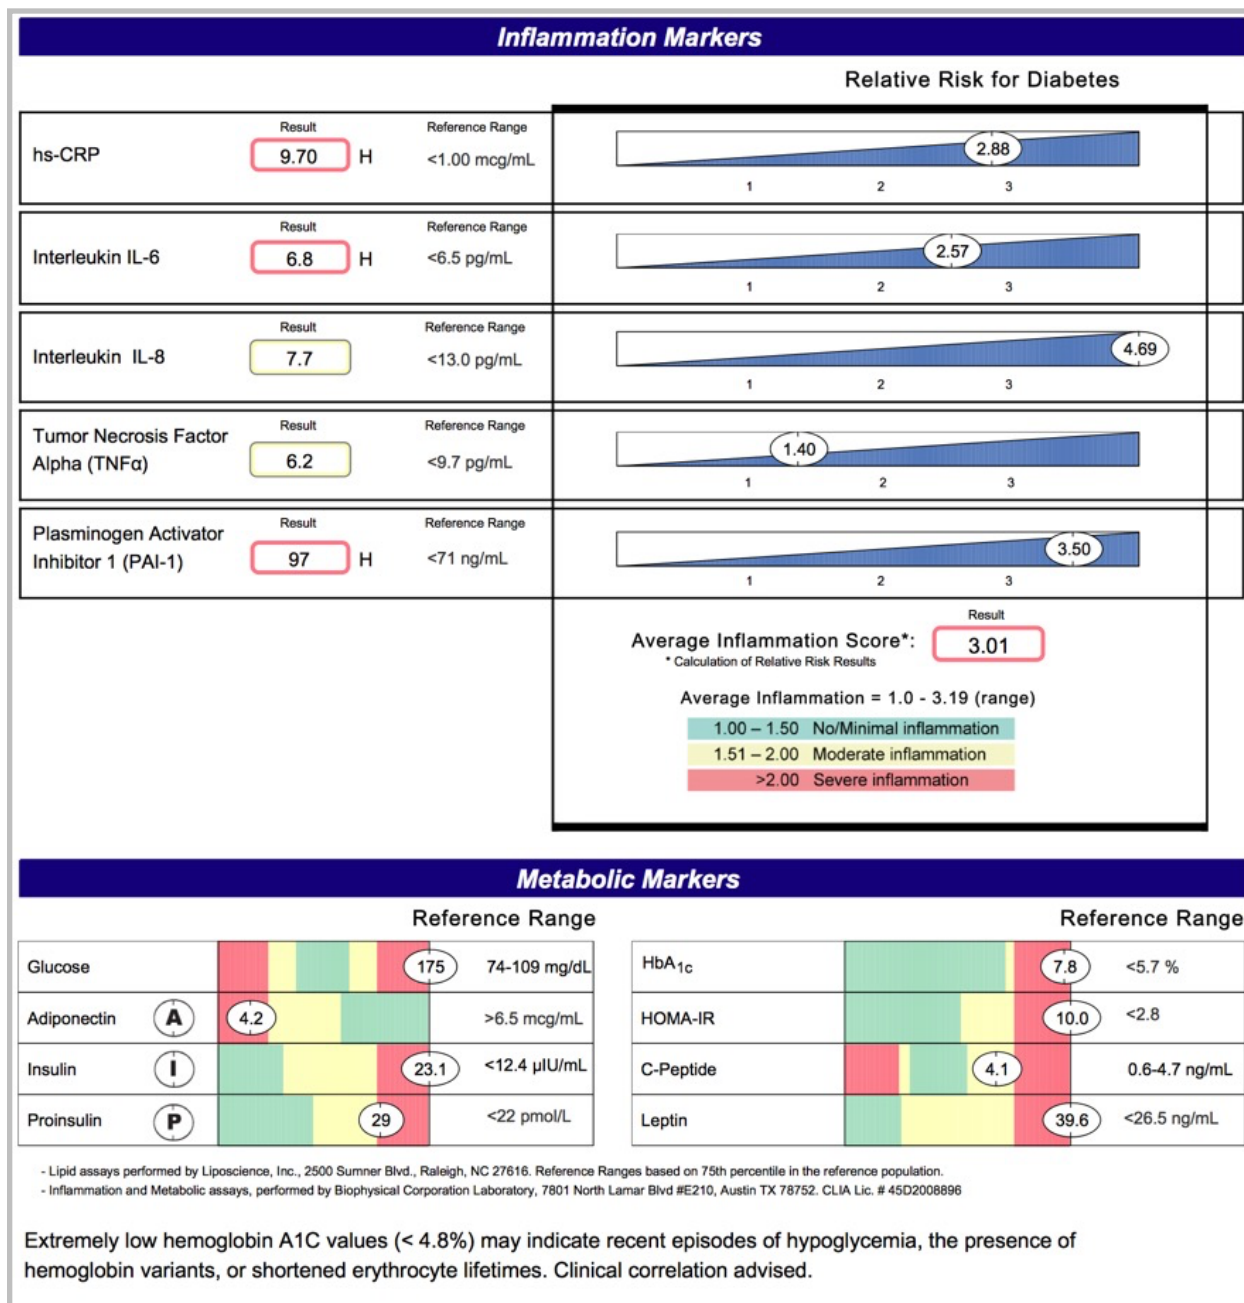 Inflammation Markers
Relative Risk for Diabetes
hs-CRP
Result
9.70 H
Reference Range
<1.00 mcg/mL
2.88
1 2 3
Interleukin IL-6
Result
6.8 H
Reference Range
<6.5 pg/mL
2.57
1 2 3
Interleukin IL-8
Result
7.7
Reference Range
<13.0 pg/mL
4.69
1 2 3
Tumor Necrosis Factor
Alpha (TNFα)
Result
6.2
Reference Range
<9.7 pg/mL
1.40
1 2 3
Plasminogen Activator
Inhibitor 1 (PAI-1)
Result
97 H
Reference Range
<71 ng/mL
3.50
1 2 3
Result
Average Inflammation Score*: 3.01
* Calculation of Relative Risk Results
Average Inflammation = 1.0 - 3.19 (range)
1.00 – 1.50 No/Minimal inflammation
1.51 – 2.00 Moderate inflammation
>2.00 Severe inflammation
Metabolic Markers
Reference Range
Glucose 175 74-109 mg/dL
Adiponectin A 4.2 >6.5 mcg/mL
Insulin I 23.1 <12.4 µIU/mL
Proinsulin P 29 <22 pmol/L
Reference Range
HbA1c 7.8 <5.7 %
HOMA-IR 10.0 <2.8
C-Peptide 4.1 0.6-4.7 ng/mL
Leptin 39.6 <26.5 ng/mL
- Lipid assays performed by Liposcience, Inc., 2500 Sumner Blvd., Raleigh, NC 27616. Reference Ranges based on 75th percentile in the reference population.
- Inflammation and Metabolic assays, performed by Biophysical Corporation Laboratory, 7801 North Lamar Blvd #E210, Austin TX 78752. CLIA Lic. # 45D2008896
Extremely low hemoglobin A1C values (< 4.8%) may indicate recent episodes of hypoglycemia, the presence of
hemoglobin variants, or shortened erythrocyte lifetimes. Clinical correlation advised.